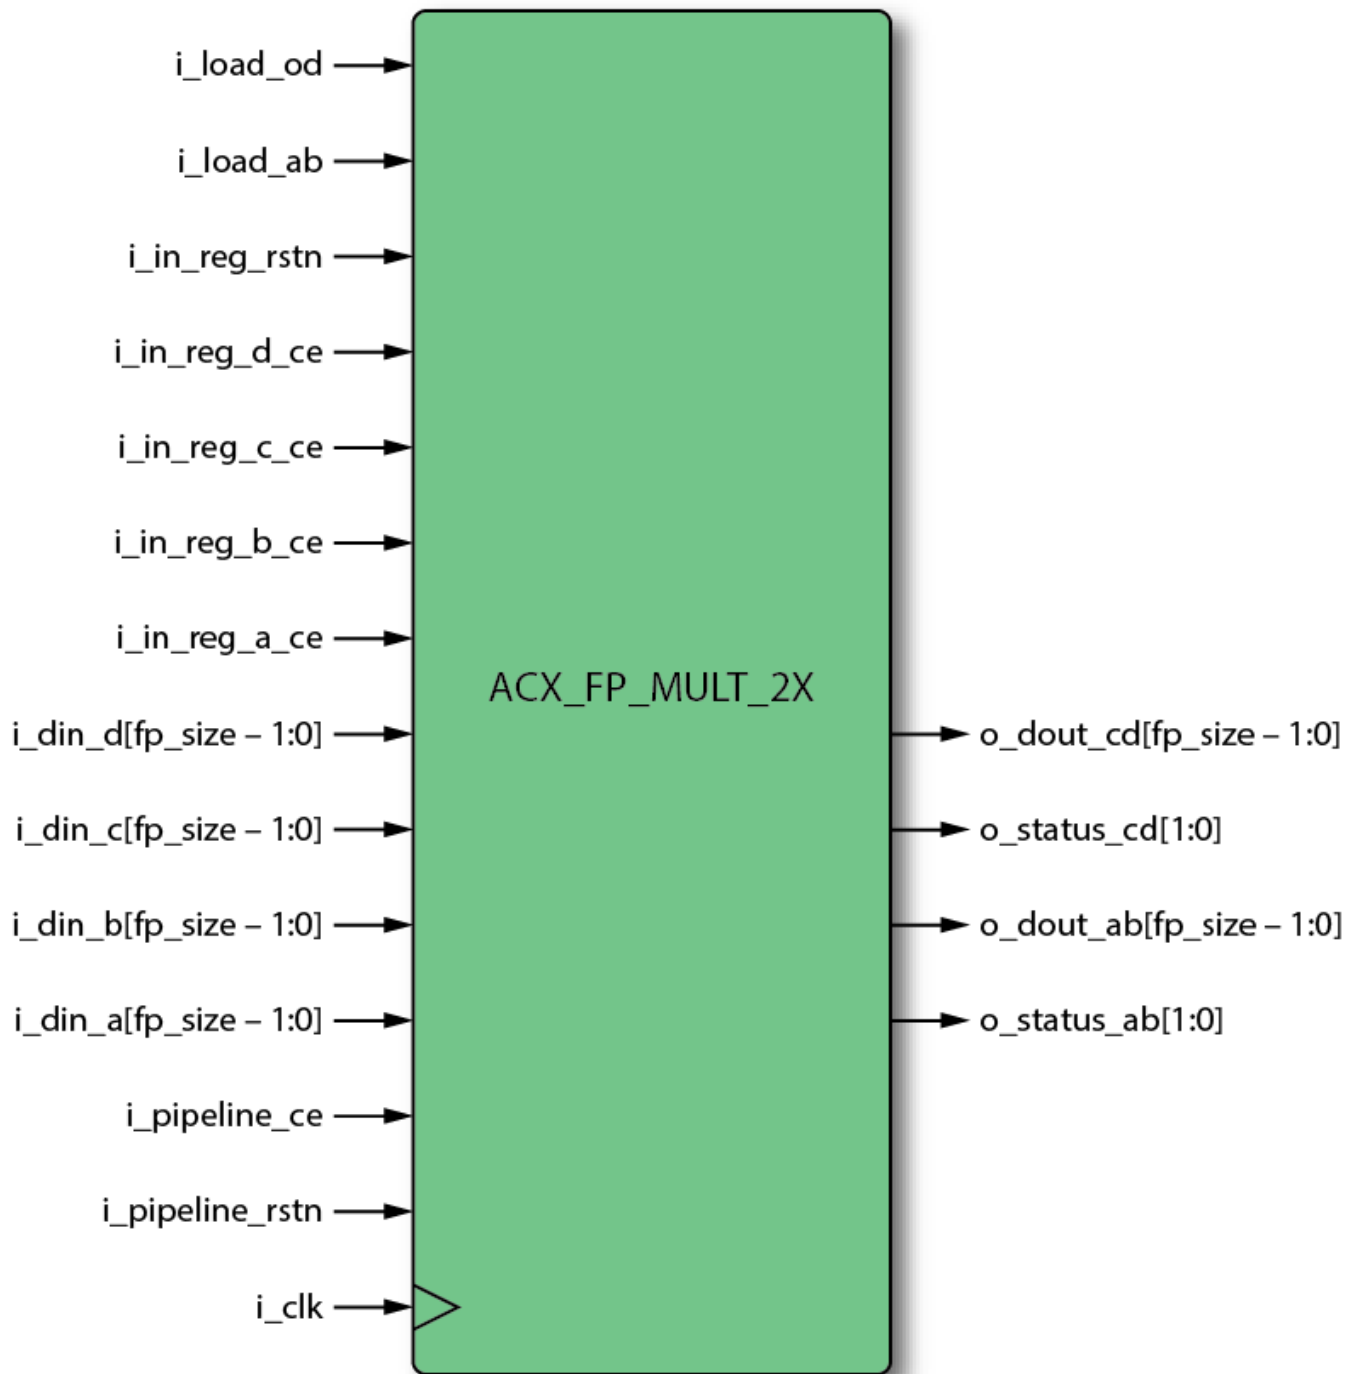 i_load_od
i_load_ab
i_in_reg_rstn
i_in_reg_d_ce
i_in_reg_c_ce
i_in_reg_b_ce
i_in_reg_a_ce
ACX_FP_MULT_2X
i_din_d[fp_size – 1:0]
o_dout_cd[fp_size – 1:0]
i_din_c[fp_size – 1:0]
o_status_cd[1:0]
i_din_b[fp_size – 1:0]
o_dout_ab[fp_size – 1:0]
i_din_a[fp_size – 1:0]
o_status_ab[1:0]
i_pipeline_ce
i_pipeline_rstn
i_clk